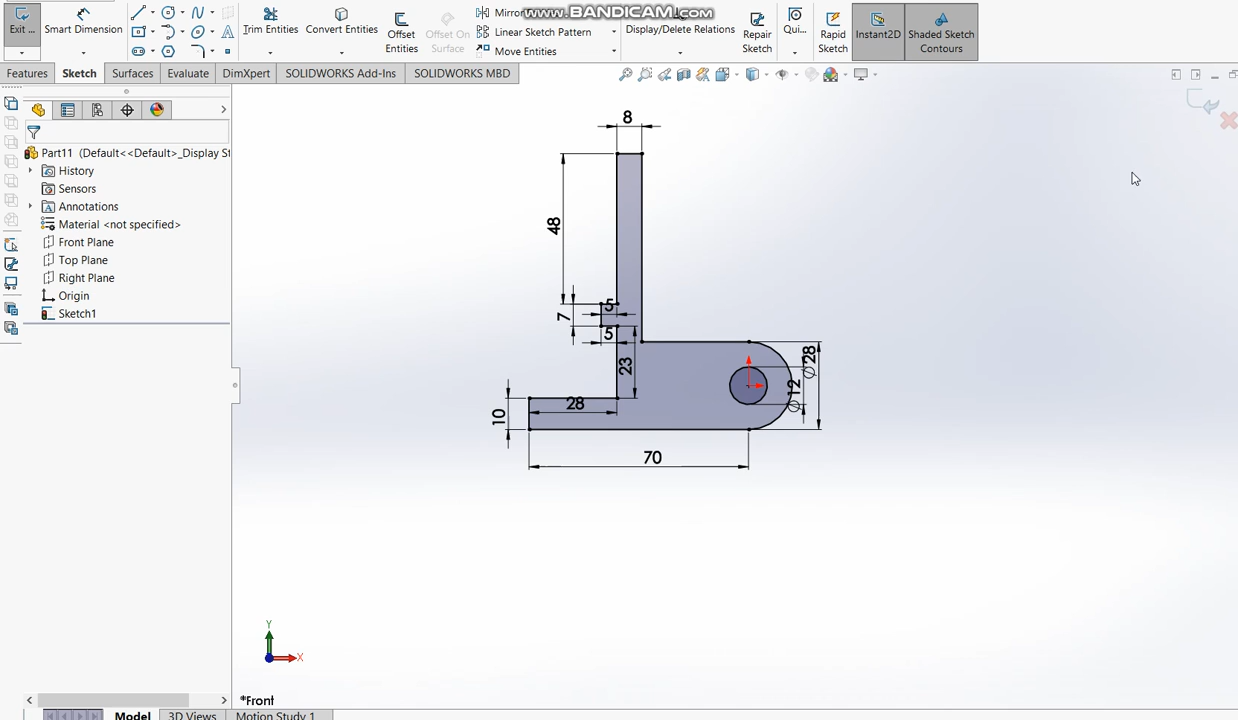 www.BANDICAM.com
Exit ...
Smart Dimension
Trim Entities
Convert Entities
Offset Entities
Offset On Surface
Mirror
Linear Sketch Pattern
Move Entities
Display/Delete Relations
Repair Sketch
Qui...
Rapid Sketch
Instant2D
Shaded Sketch Contours
Features Sketch Surfaces Evaluate DimXpert SOLIDWORKS Add-Ins SOLIDWORKS MBD
Part11 (Default<<Default>_Display St
History
Sensors
Annotations
Material <not specified>
Front Plane
Top Plane
Right Plane
Origin
Sketch1
8
48
5
7
5
23
28
10
70
⌀12
⌀28
Y
X
*Front
Model 3D Views Motion Study 1